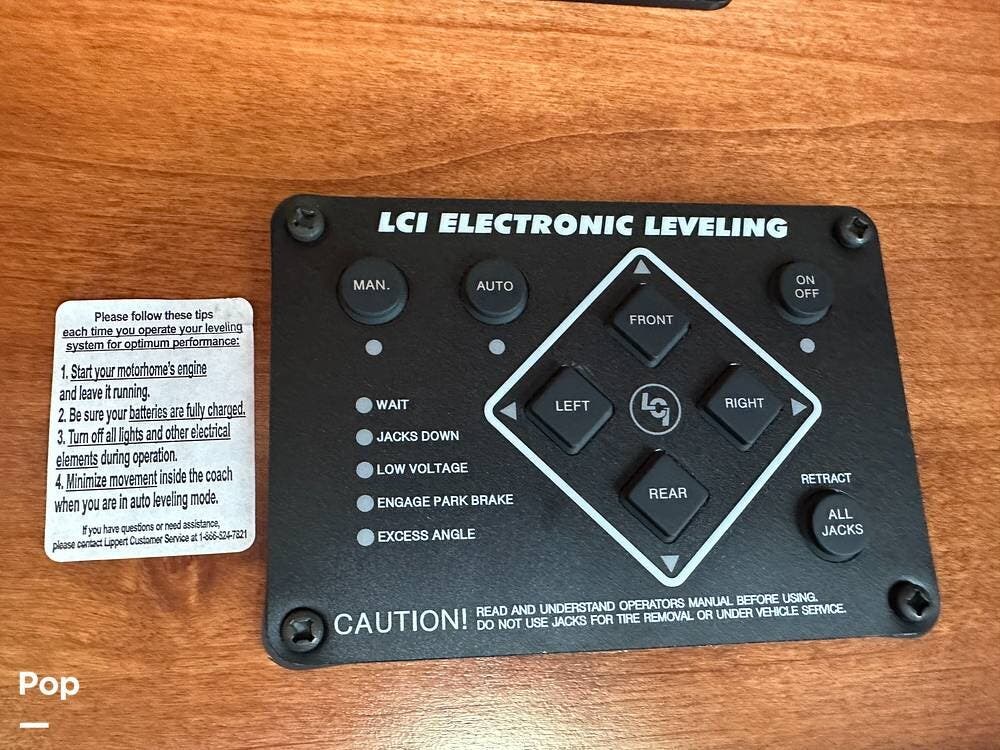 LCI ELECTRONIC LEVELING
MAN.
AUTO
ON
OFF
FRONT
LEFT
LCI
RIGHT
REAR
WAIT
JACKS DOWN
LOW VOLTAGE
ENGAGE PARK BRAKE
EXCESS ANGLE
RETRACT
ALL
JACKS
CAUTION!
READ AND UNDERSTAND OPERATORS MANUAL BEFORE USING.
DO NOT USE JACKS FOR TIRE REMOVAL OR UNDER VEHICLE SERVICE.
Please follow these tips
each time you operate your leveling
system for optimum performance:
1. Start your motorhome's engine
and leave it running.
2. Be sure your batteries are fully charged.
3. Turn off all lights and other electrical
elements during operation.
4. Minimize movement inside the coach
when you are in auto leveling mode.
If you have questions or need assistance,
please contact Lippert Customer Service at 1-866-524-7821
Pop